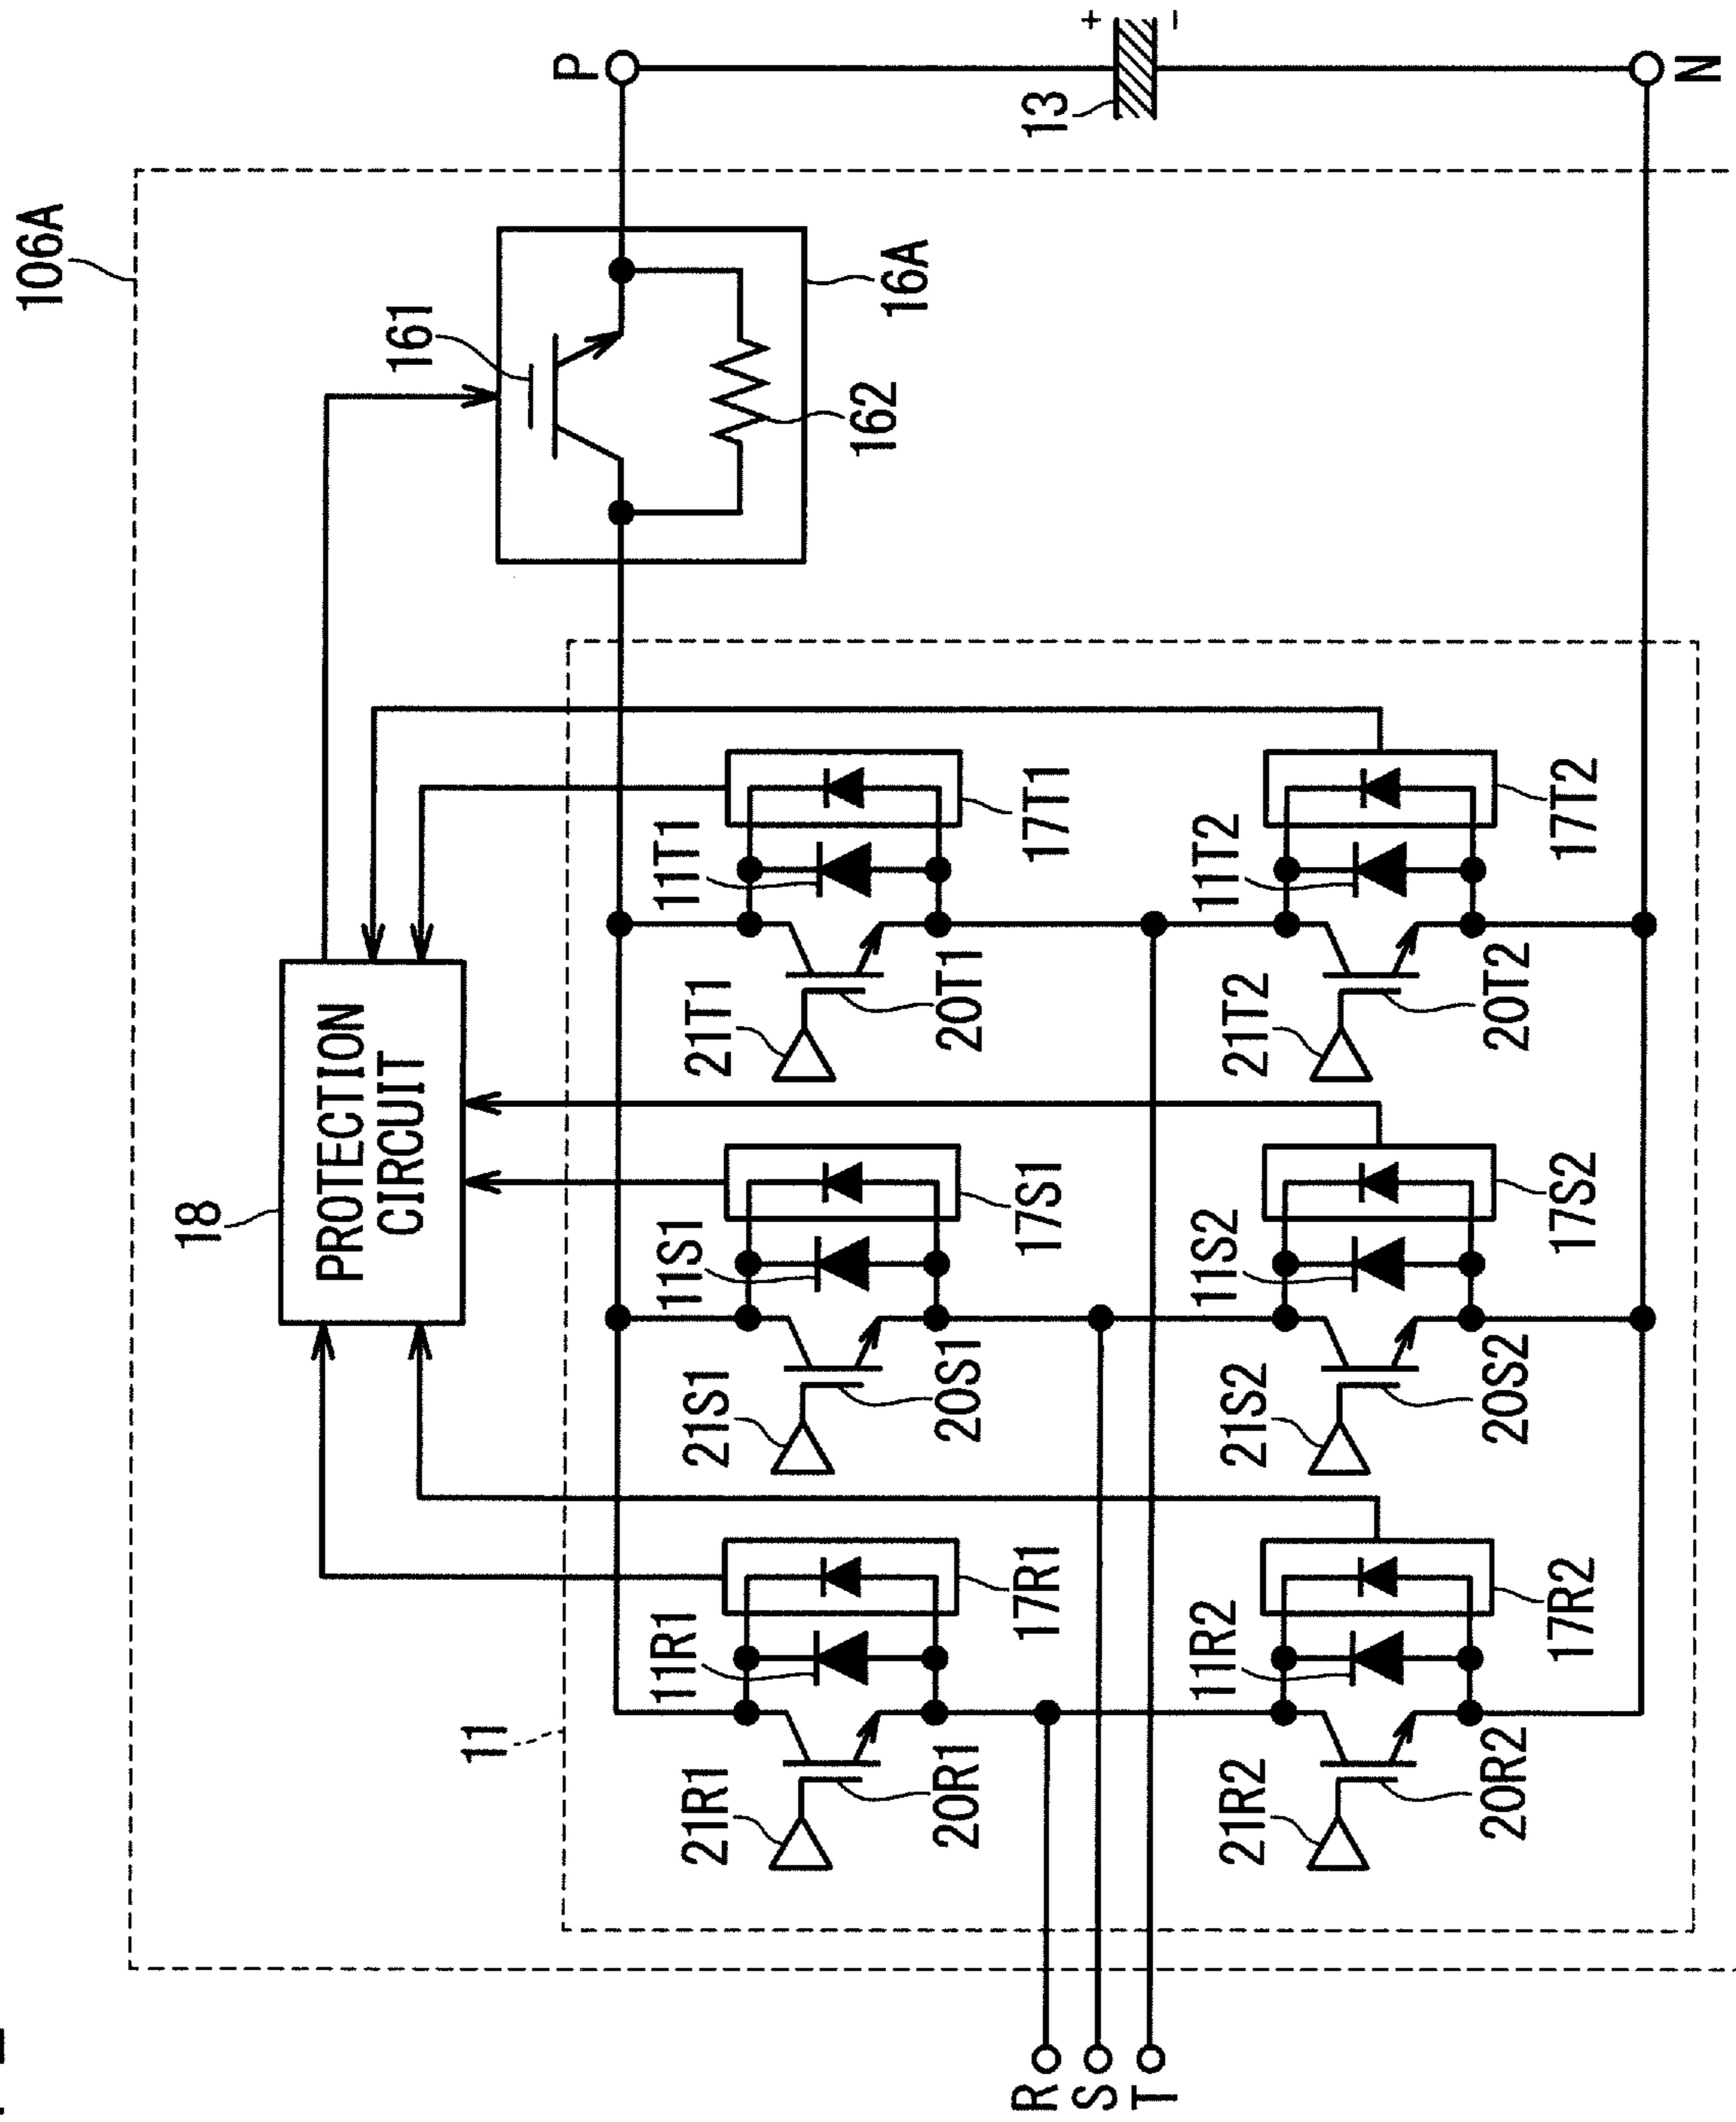 106A
P
13
+
-
N
161
162
16A
18
PROTECTION
CIRCUIT
11
11R1
17R1
21R1
20R1
11S1
17S1
21S1
20S1
11T1
17T1
21T1
20T1
R
S
T
11R2
17R2
21R2
20R2
11S2
17S2
21S2
20S2
11T2
17T2
21T2
20T2